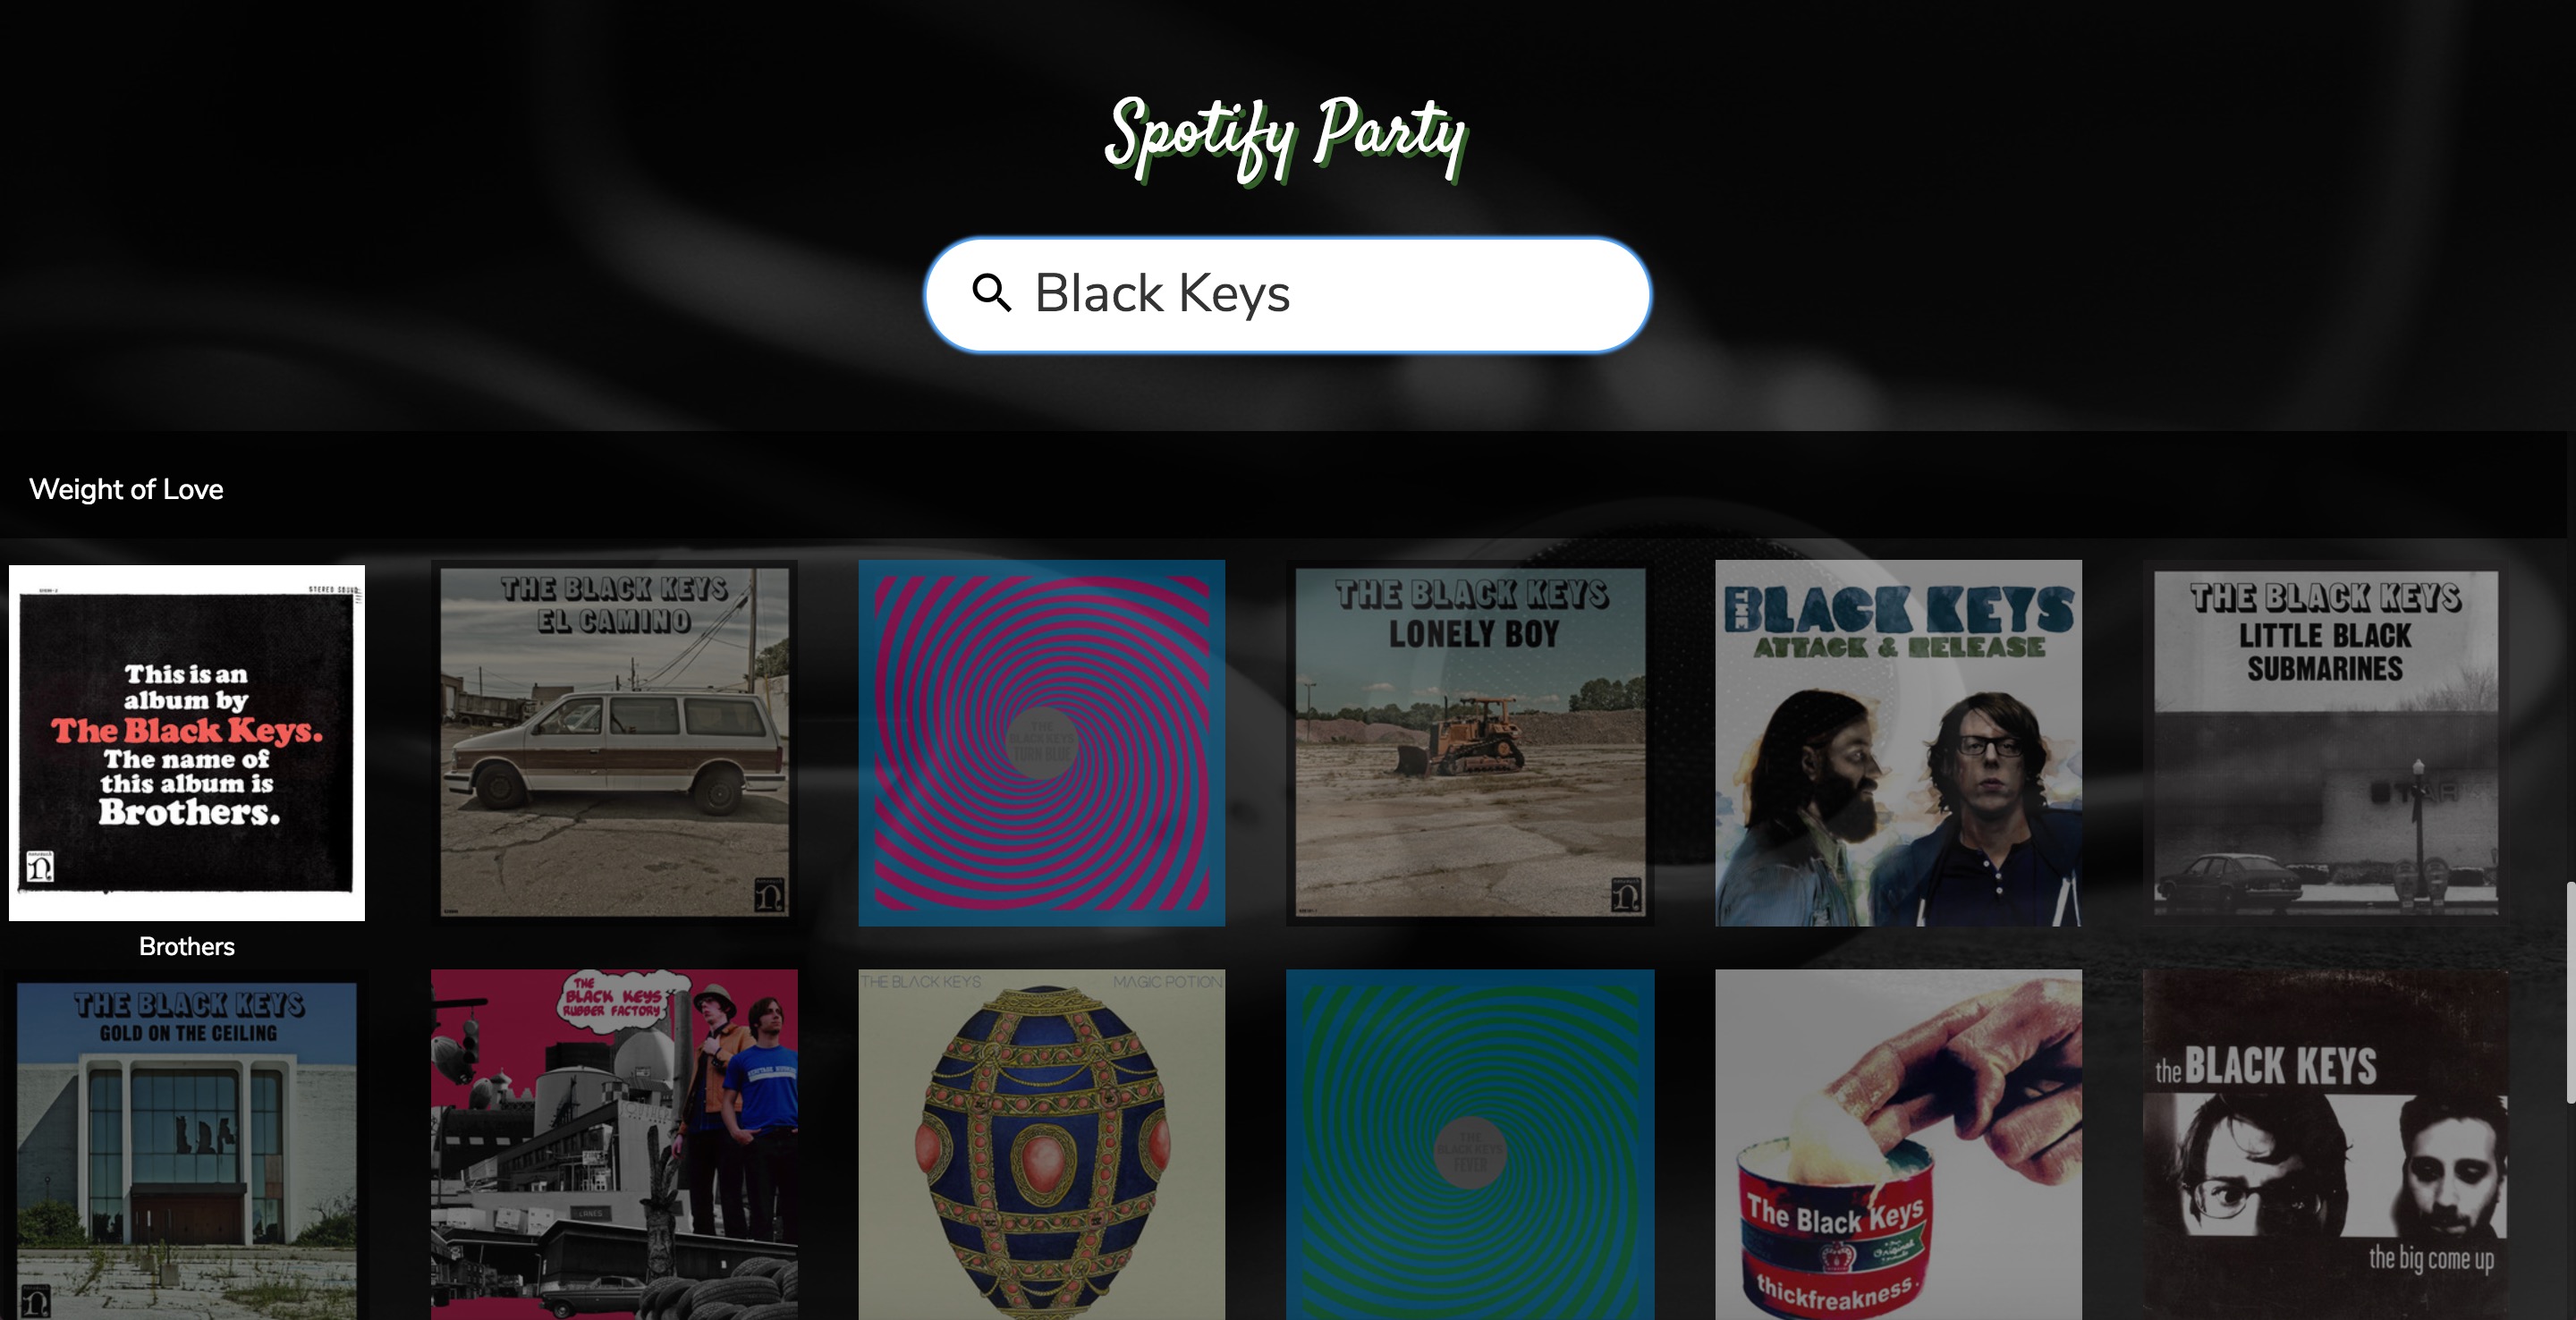 Spotify Party
Black Keys
Weight of Love
STEREO SOUND
This is an
album by
The Black Keys.
The name of
this album is
Brothers.
n
Brothers
THE BLACK KEYS
EL CAMINO
n
THE
BLACK KEYS
TURN BLUE
THE BLACK KEYS
LONELY BOY
n
THE BLACK KEYS
ATTACK & RELEASE
THE BLACK KEYS
LITTLE BLACK
SUBMARINES
STAR
THE BLACK KEYS
GOLD ON THE CEILING
n
THE
BLACK KEYS
RUBBER FACTORY
LANES
THE BLACK KEYS
MAGIC POTION
THE
BLACK KEYS
FEVER
The Black Keys
Original
thickfreakness.
the BLACK KEYS
the big come up